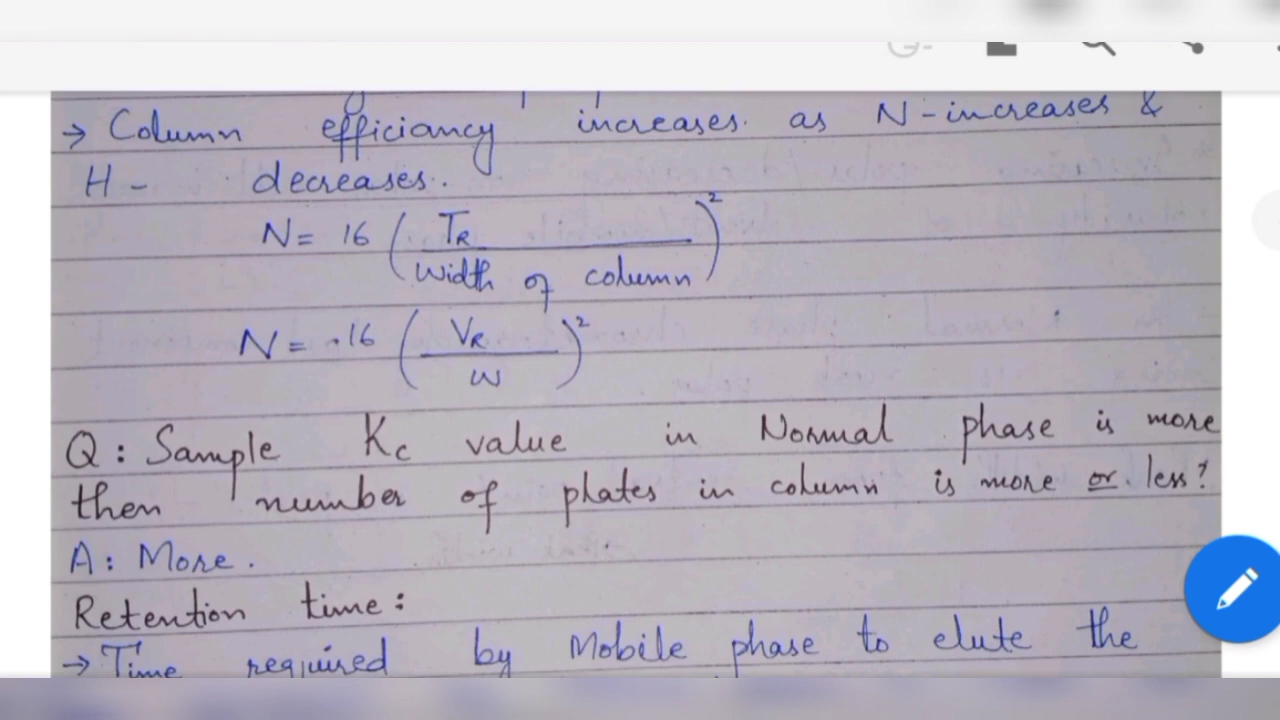 → Column efficiancy increases. as N-increases &
H - decreases.
N = 16 ( TR / Width of column )²
N = .16 ( VR / w )²
Q : Sample Kc value in Normal phase is more
then number of plates in column is more or less?
A : More.
Retention time :
→ Time required by Mobile phase to elute the